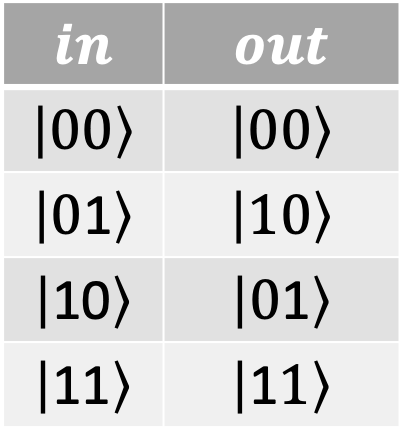 in out
|00⟩ |00⟩
|01⟩ |10⟩
|10⟩ |01⟩
|11⟩ |11⟩